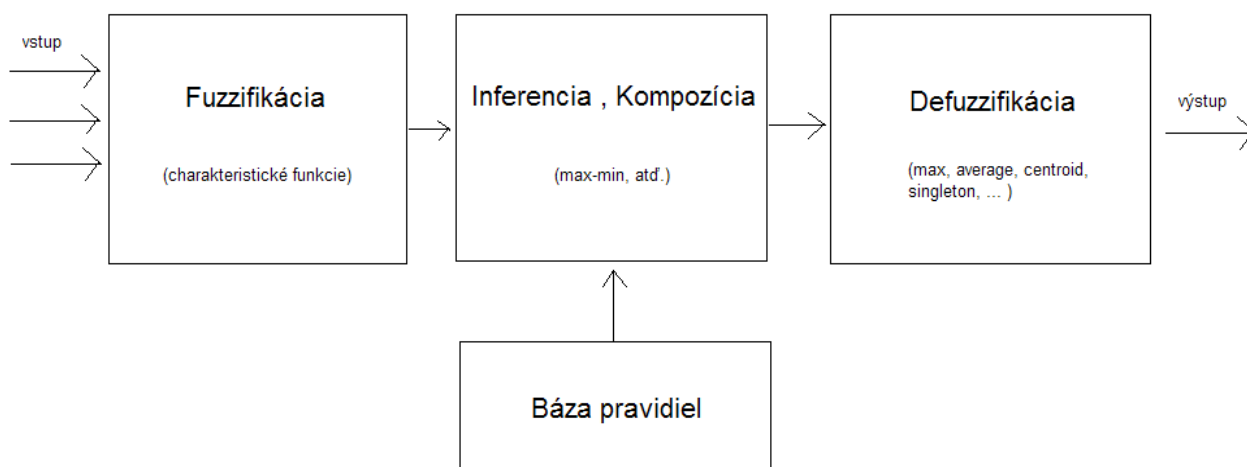 vstup
Fuzzifikácia
(charakteristické funkcie)
Inferencia , Kompozícia
(max-min, atď.)
Defuzzifikácia
(max, average, centroid,
singleton, ... )
výstup
Báza pravidiel